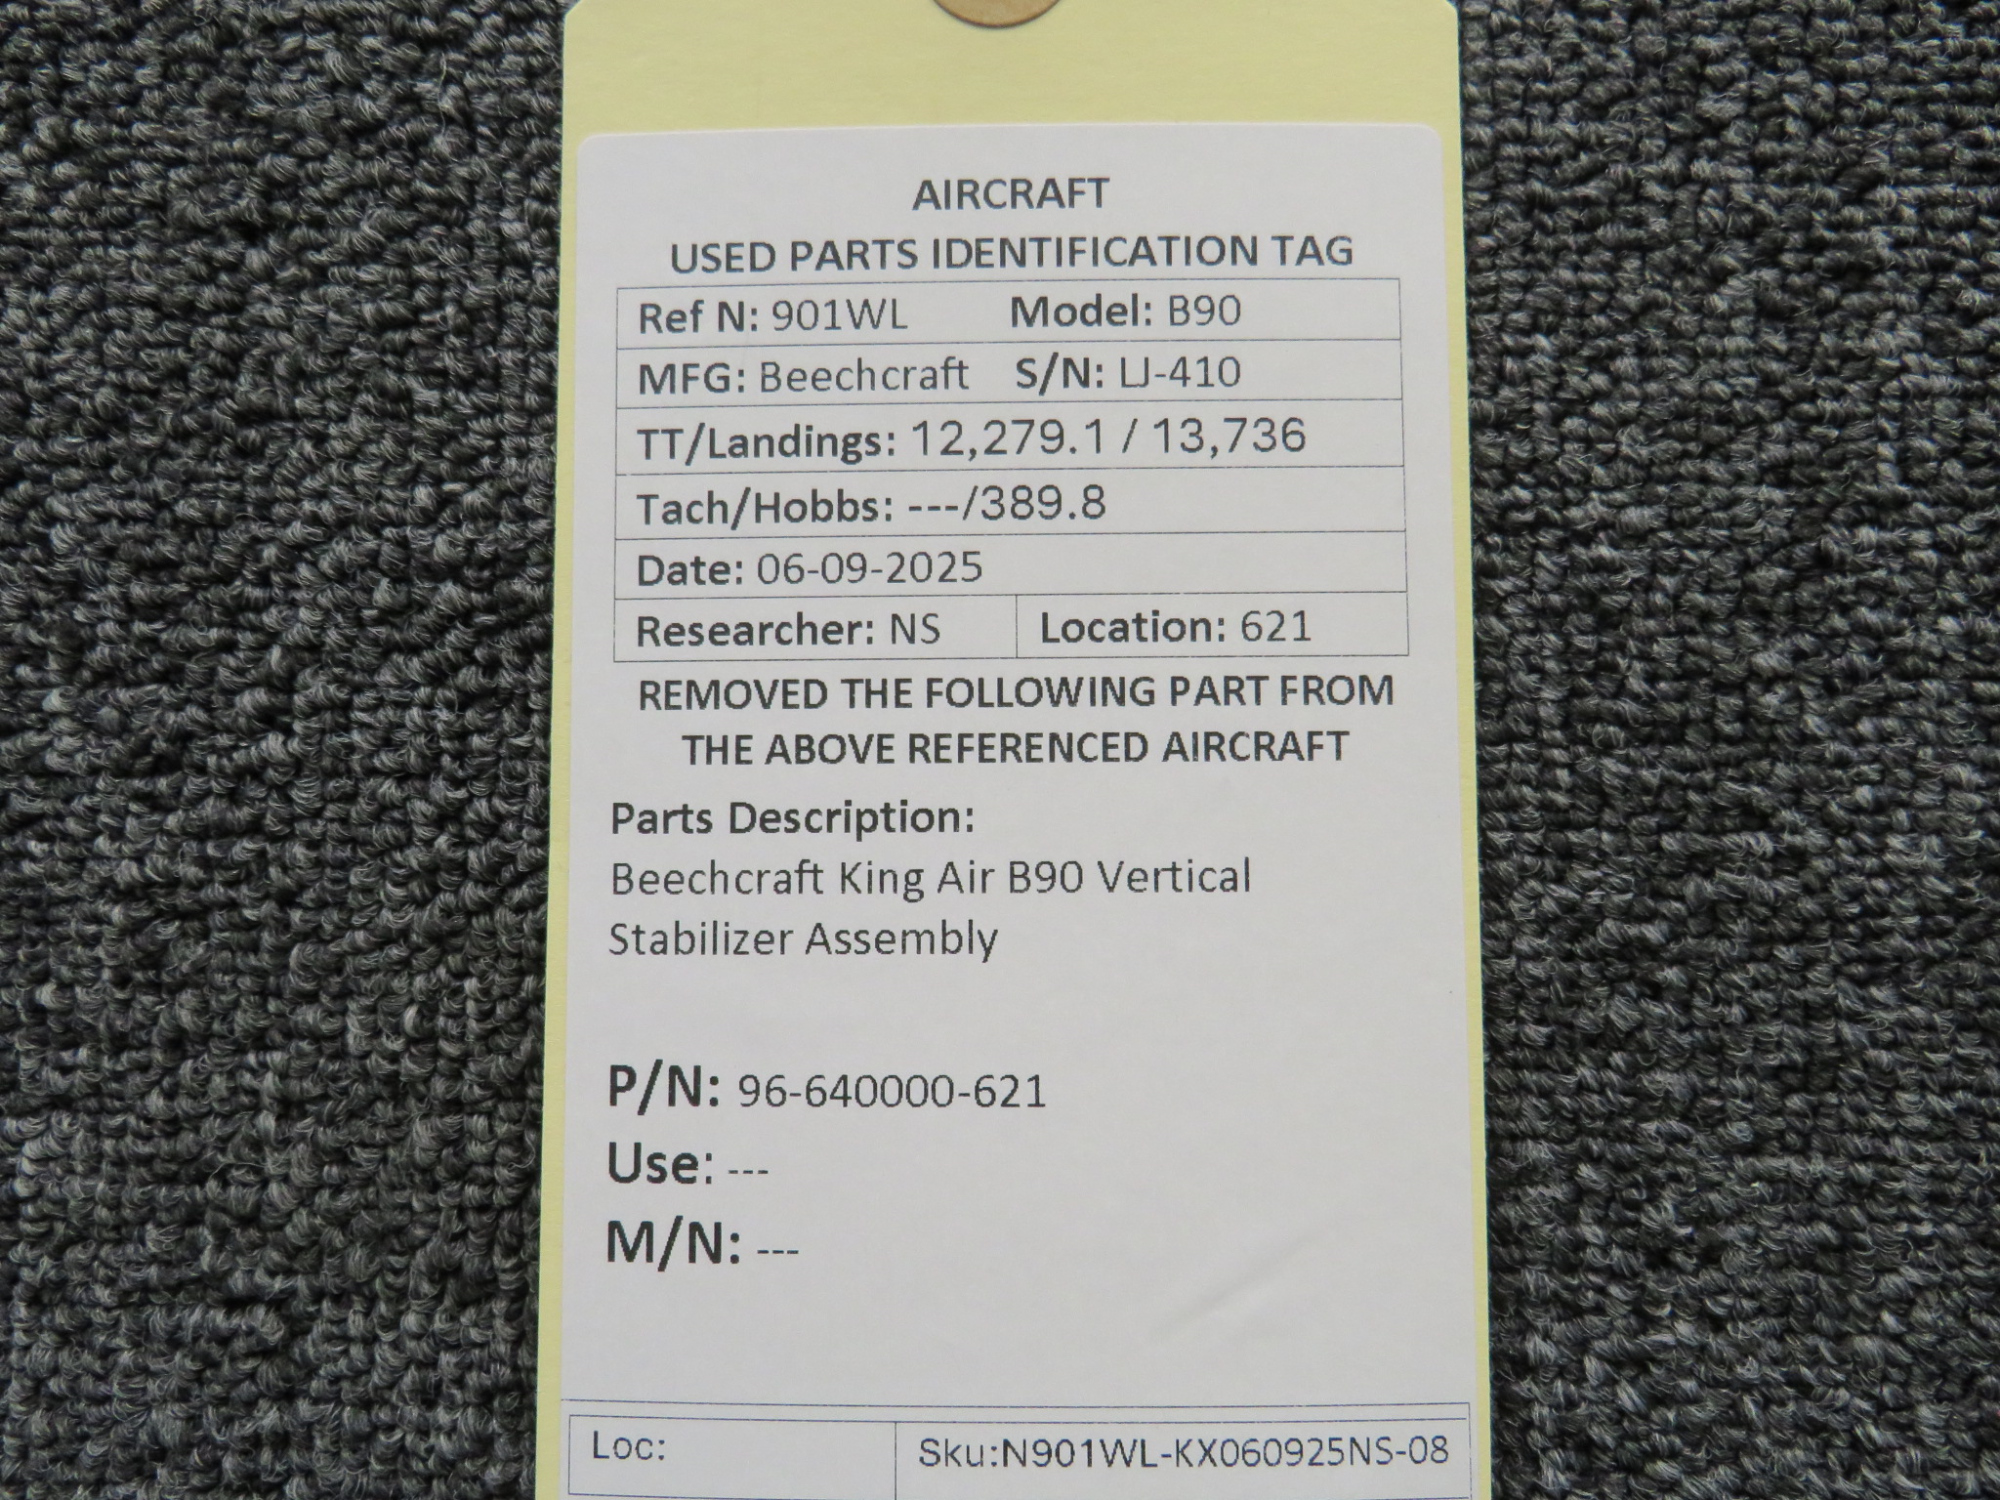 AIRCRAFT
USED PARTS IDENTIFICATION TAG
Ref N: 901WL Model: B90
MFG: Beechcraft S/N: LJ-410
TT/Landings: 12,279.1 / 13,736
Tach/Hobbs: ---/389.8
Date: 06-09-2025
Researcher: NS Location: 621
REMOVED THE FOLLOWING PART FROM
THE ABOVE REFERENCED AIRCRAFT
Parts Description:
Beechcraft King Air B90 Vertical
Stabilizer Assembly
P/N: 96-640000-621
Use: ---
M/N: ---
Loc: Sku:N901WL-KX060925NS-08